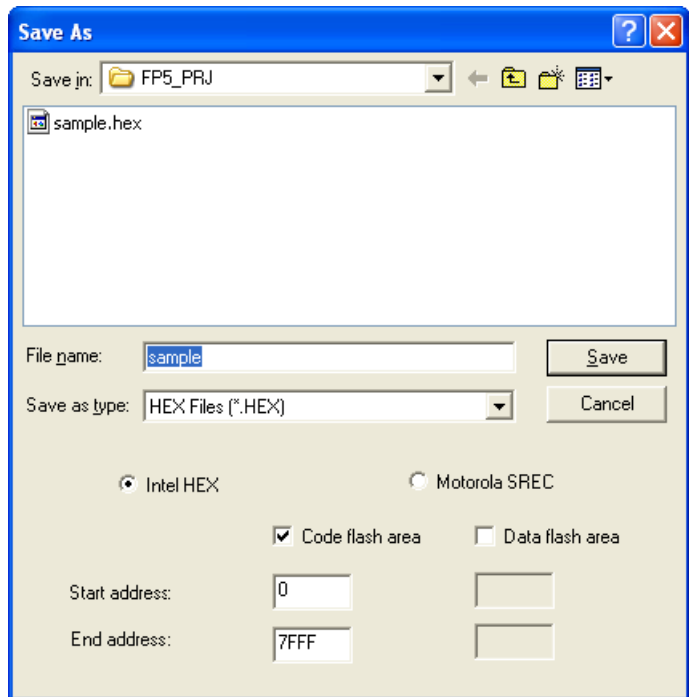 Save As
Save in: FP5_PRJ
sample.hex
File name: sample Save
Save as type: HEX Files (*.HEX) Cancel
Intel HEX Motorola SREC
Code flash area Data flash area
Start address: 0
End address: 7FFF